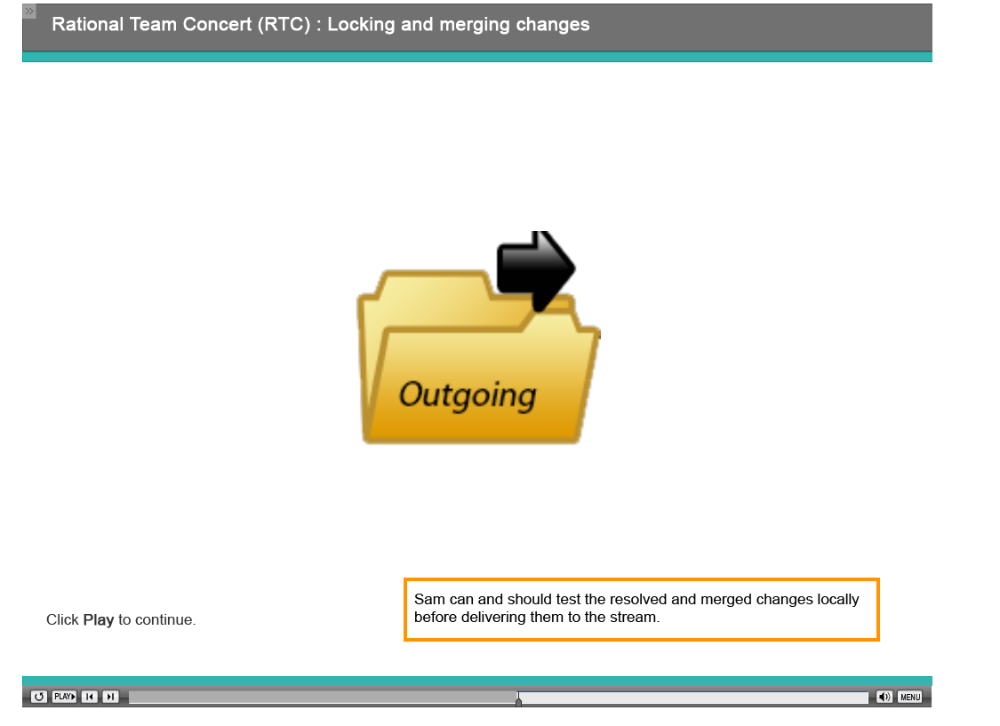 Rational Team Concert (RTC) : Locking and merging changes
Outgoing
Sam can and should test the resolved and merged changes locally
before delivering them to the stream.
Click Play to continue.
PLAY
MENU